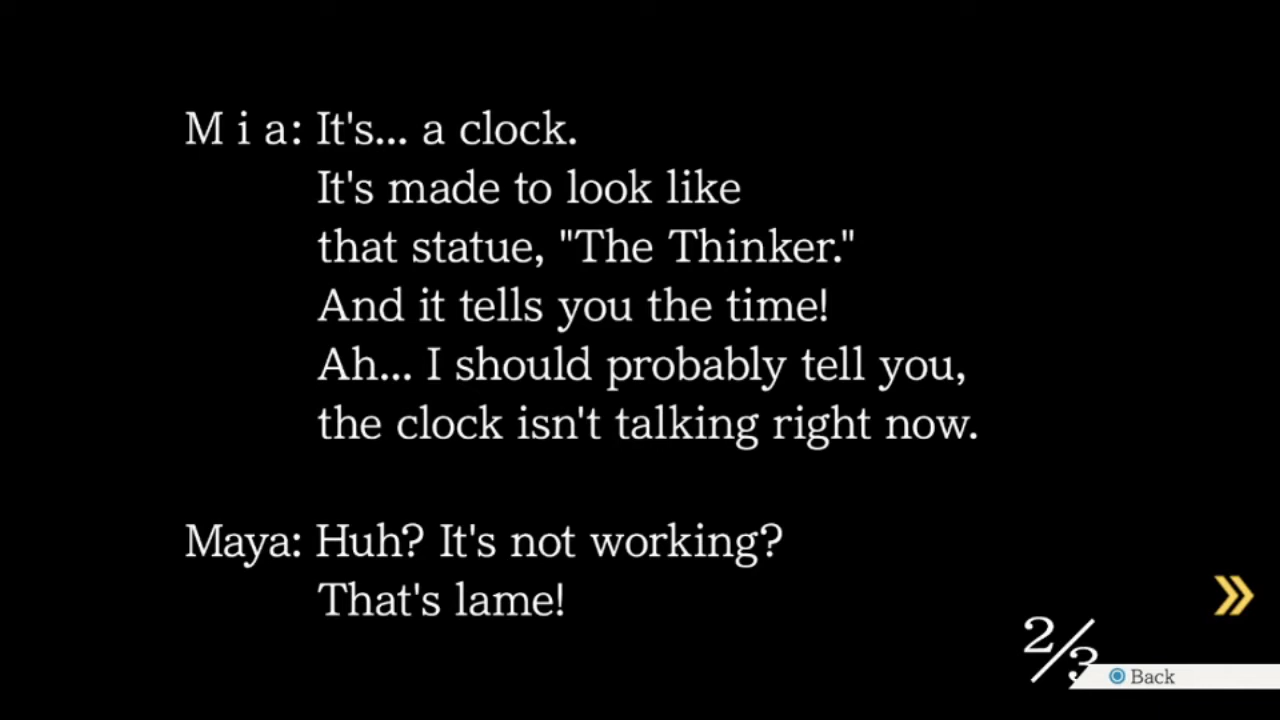 M i a: It's... a clock.
It's made to look like
that statue, "The Thinker."
And it tells you the time!
Ah... I should probably tell you,
the clock isn't talking right now.
Maya: Huh? It's not working?
That's lame!
2/3
Back